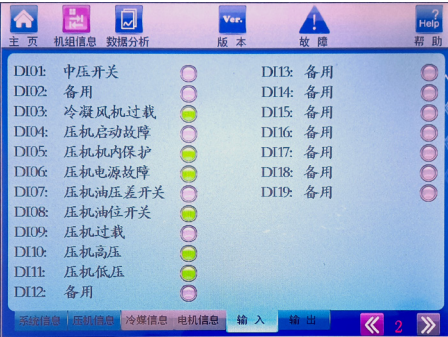 Ver.
Help
主 页 机组信息 数据分析 版 本 故 障 帮 助
DI01: 中压开关
DI02: 备用
DI03: 冷凝风机过载
DI04: 压机启动故障
DI05: 压机机内保护
DI06: 压机电源故障
DI07: 压机油压差开关
DI08: 压机油位开关
DI09: 压机过载
DI10: 压机高压
DI11: 压机低压
DI12: 备用
DI13: 备用
DI14: 备用
DI15: 备用
DI16: 备用
DI17: 备用
DI18: 备用
DI19: 备用
系统信息 压机信息 冷媒信息 电机信息 输 入 输 出
2